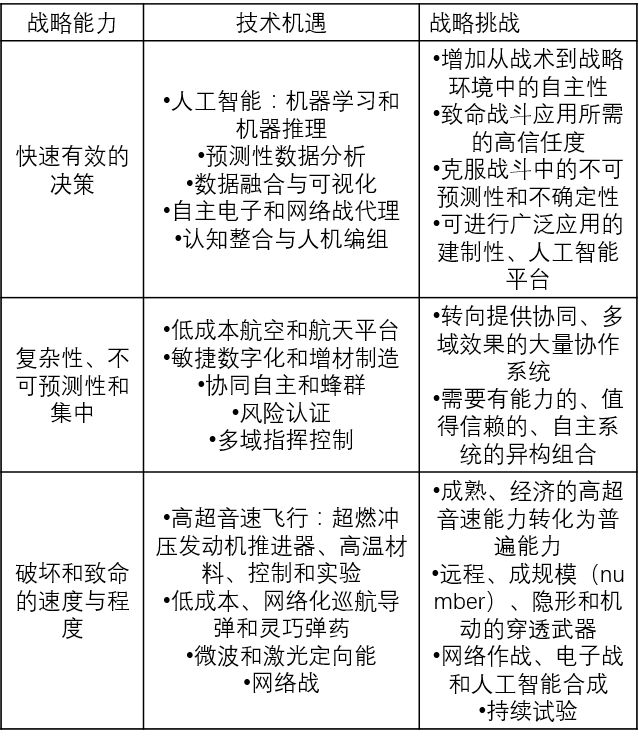 战略能力
技术机遇
战略挑战
快速有效的
决策
•人工智能：机器学习和
机器推理
•预测性数据分析
•数据融合与可视化
•自主电子和网络战代理
•认知整合与人机编组
•增加从战术到战略
环境中的自主性
•致命战斗应用所需
的高信任度
•克服战斗中的不可
预测性和不确定性
•可进行广泛应用的
建制性、人工智能
平台
复杂性、不
可预测性和
集中
•低成本航空和航天平台
•敏捷数字化和增材制造
•协同自主和蜂群
•风险认证
•多域指挥控制
•转向提供协同、多
域效果的大量协作
系统
•需要有能力的、值
得信赖的、自主系
统的异构组合
破坏和致命
的速度与程
度
•高超音速飞行：超燃冲
压发动机推进器、高温材
料、控制和实验
•低成本、网络化巡航导
弹和灵巧弹药
•微波和激光定向能
•网络战
•成熟、经济的高超
音速能力转化为普
遍能力
•远程、成规模（nu
mber）、隐形和机
动的穿透武器
•网络作战、电子战
和人工智能合成
•持续试验